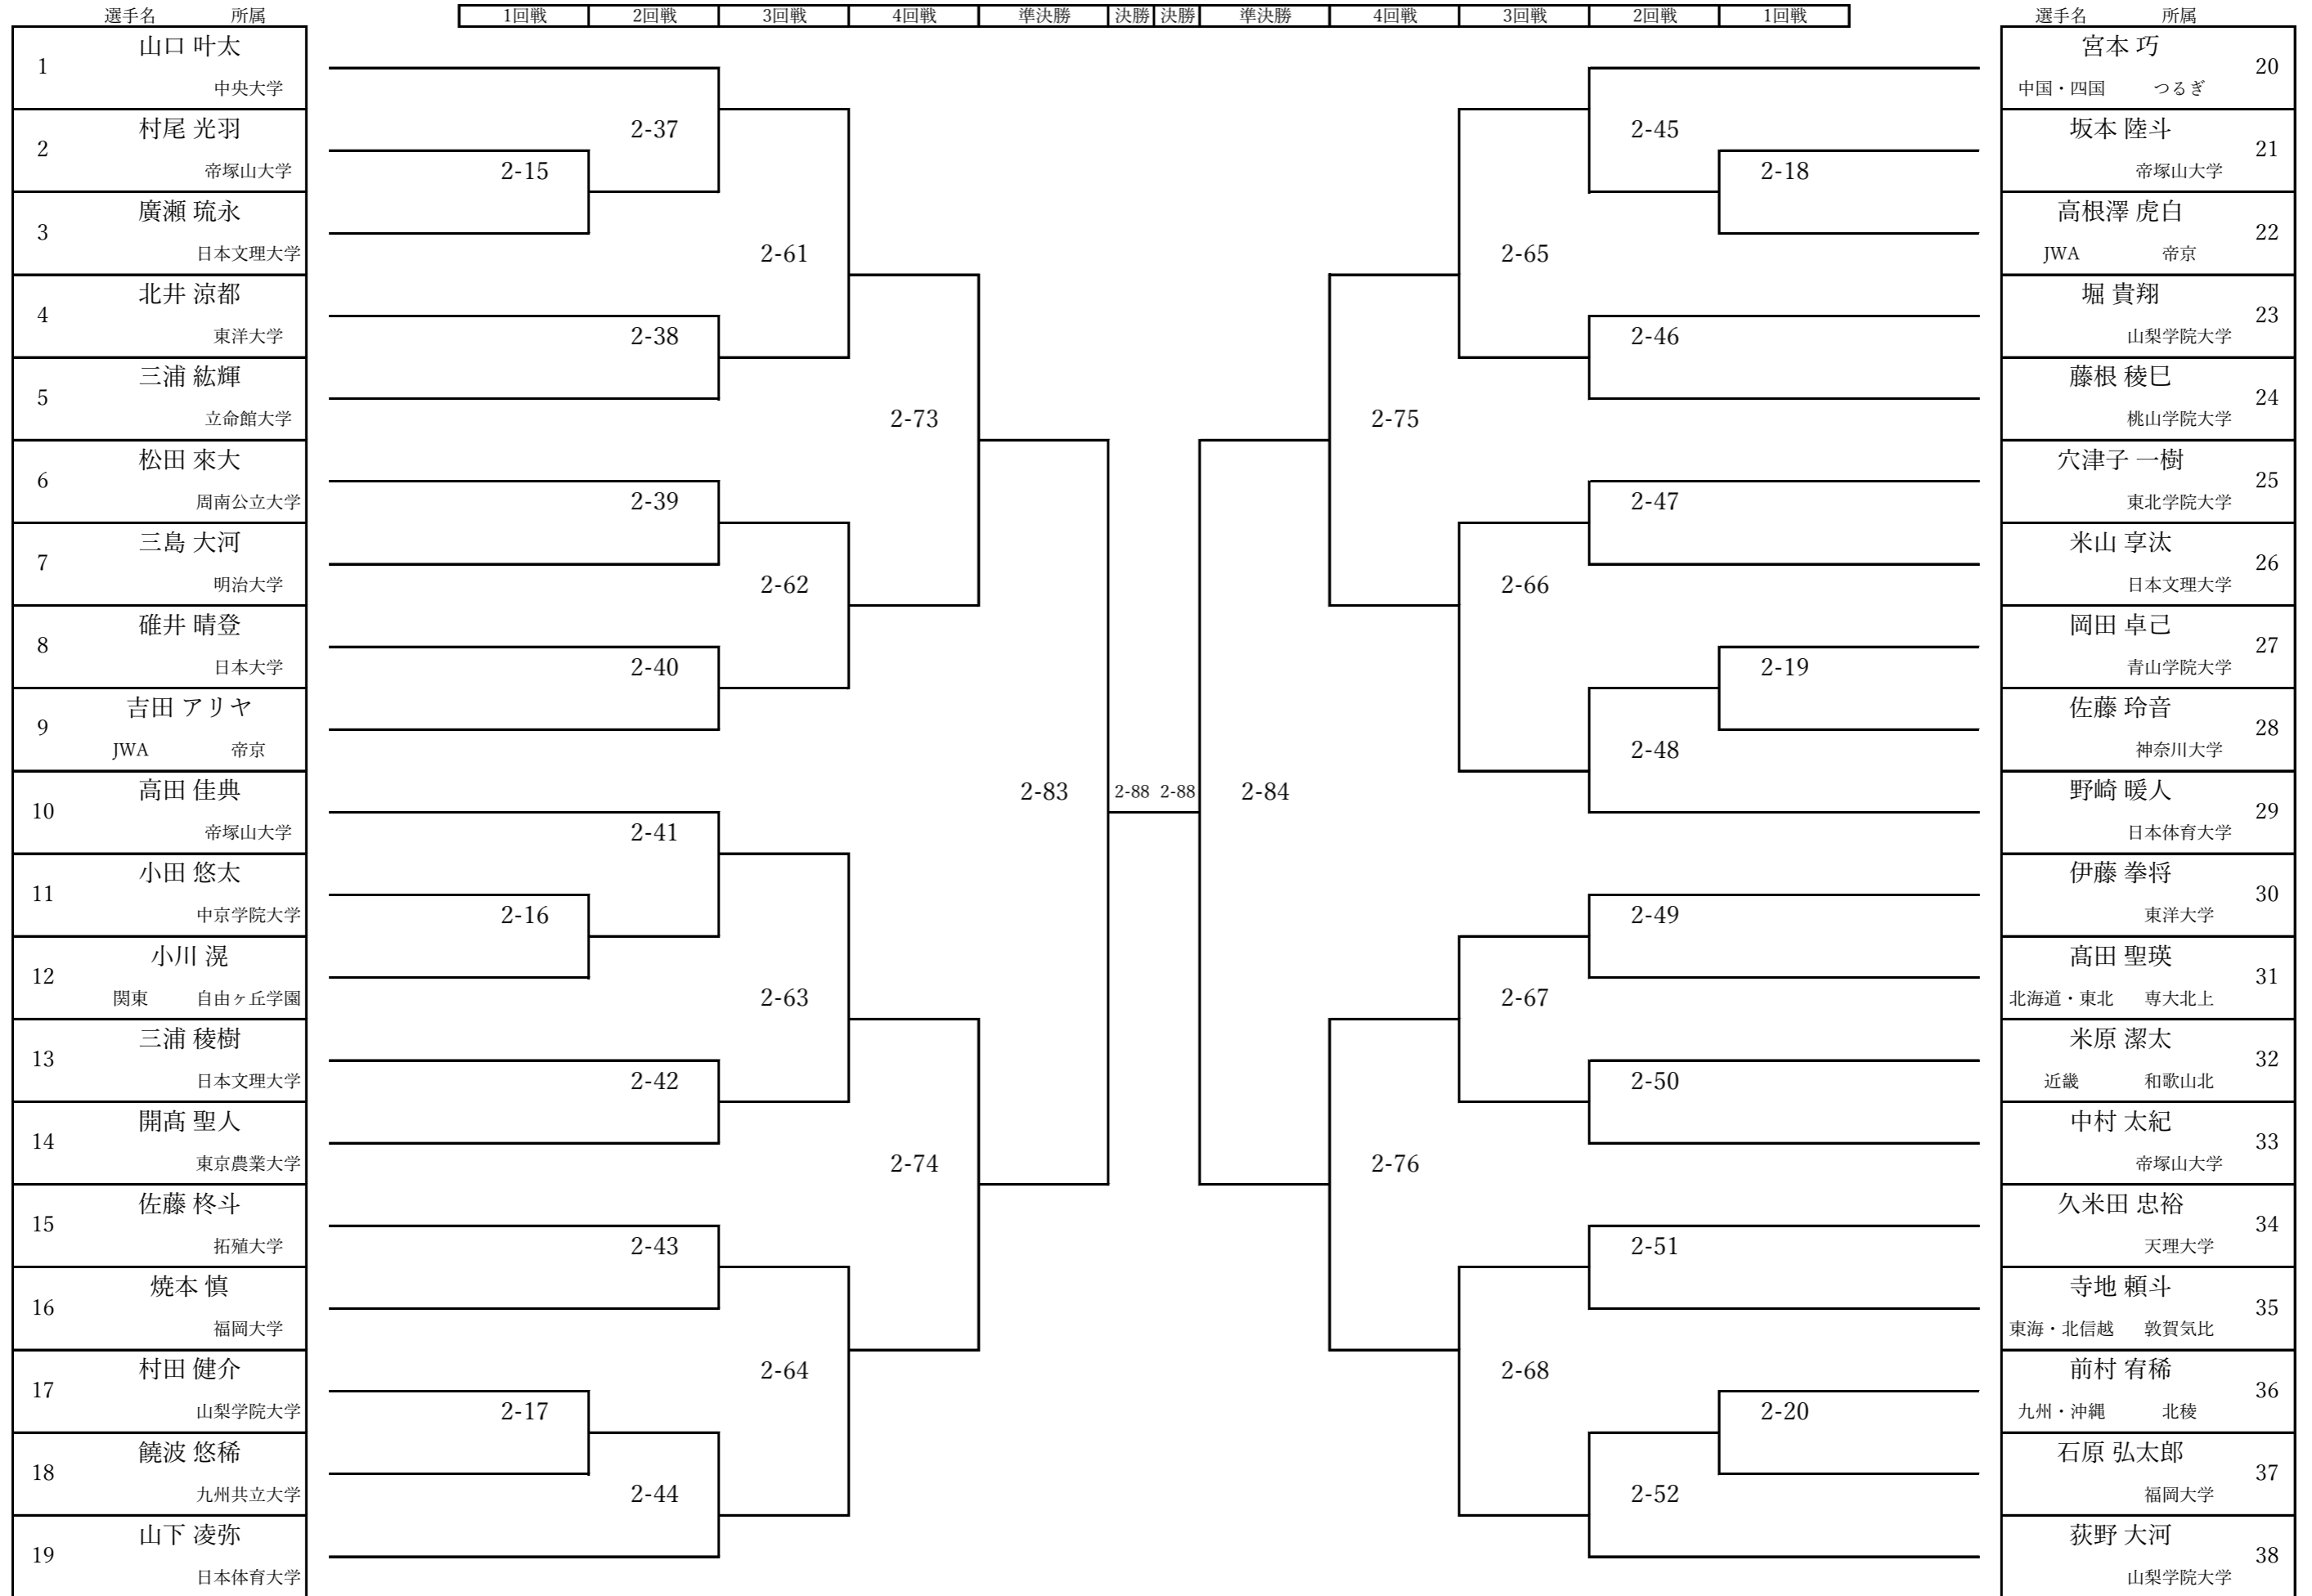 選手名 所属 1回戦 2回戦 3回戦 4回戦 準決勝 決勝 決勝 準決勝 4回戦 3回戦 2回戦 1回戦 選手名 所属
1 山口 叶太
中央大学
2 村尾 光羽
帝塚山大学
3 廣瀬 琉永
日本文理大学
4 北井 涼都
東洋大学
5 三浦 紘輝
立命館大学
6 松田 來大
周南公立大学
7 三島 大河
明治大学
8 碓井 晴登
日本大学
9 吉田 アリヤ
JWA 帝京
10 高田 佳典
帝塚山大学
11 小田 悠太
中京学院大学
12 小川 滉
関東 自由ヶ丘学園
13 三浦 稜樹
日本文理大学
14 開髙 聖人
東京農業大学
15 佐藤 柊斗
拓殖大学
16 焼本 慎
福岡大学
17 村田 健介
山梨学院大学
18 饒波 悠稀
九州共立大学
19 山下 凌弥
日本体育大学
2-15
2-16
2-17
2-37
2-38
2-39
2-40
2-41
2-42
2-43
2-44
2-61
2-62
2-63
2-64
2-73
2-74
2-83
2-88 2-88
2-84
2-75
2-76
2-65
2-66
2-67
2-68
2-45
2-46
2-47
2-48
2-49
2-50
2-51
2-52
2-18
2-19
2-20
宮本 巧 20
中国・四国 つるぎ
坂本 陸斗 21
帝塚山大学
高根澤 虎白 22
JWA 帝京
堀 貴翔 23
山梨学院大学
藤根 稜巳 24
桃山学院大学
穴津子 一樹 25
東北学院大学
米山 享汰 26
日本文理大学
岡田 卓己 27
青山学院大学
佐藤 玲音 28
神奈川大学
野崎 暖人 29
日本体育大学
伊藤 拳将 30
東洋大学
髙田 聖瑛 31
北海道・東北 専大北上
米原 潔太 32
近畿 和歌山北
中村 太紀 33
帝塚山大学
久米田 忠裕 34
天理大学
寺地 頼斗 35
東海・北信越 敦賀気比
前村 宥稀 36
九州・沖縄 北稜
石原 弘太郎 37
福岡大学
荻野 大河 38
山梨学院大学